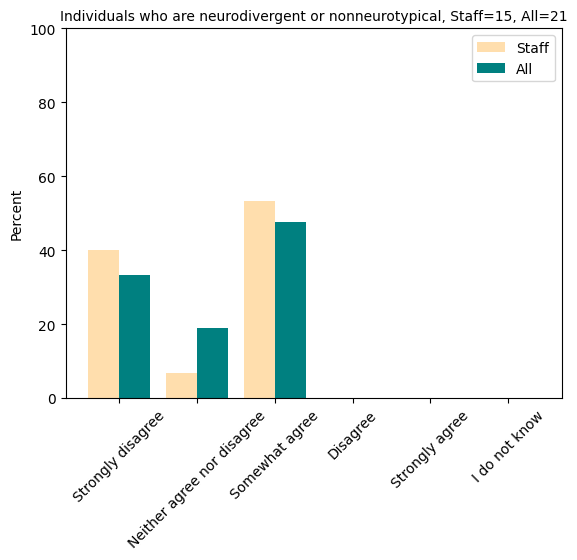 Individuals who are neurodivergent or nonneurotypical, Staff=15, All=21
Staff
All
Percent
100
80
60
40
20
0
Strongly disagree
Neither agree nor disagree
Somewhat agree
Disagree
Strongly agree
I do not know